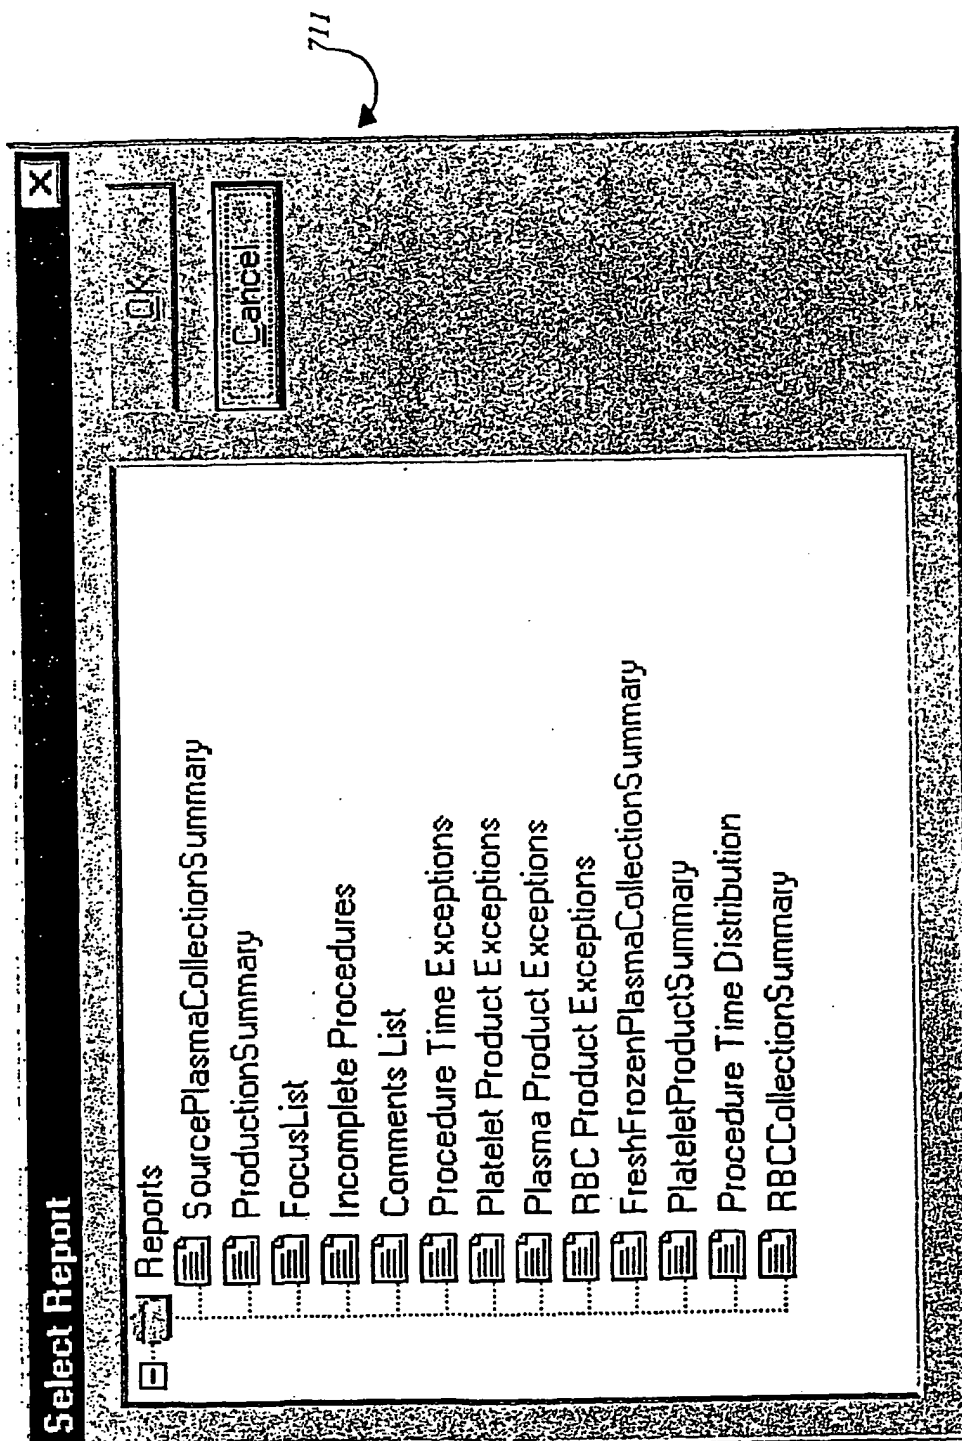 Select Report
Reports
SourcePlasmaCollectionSummary
ProductionSummary
FocusList
Incomplete Procedures
Comments List
Procedure Time Exceptions
Platelet Product Exceptions
Plasma Product Exceptions
RBC Product Exceptions
FreshFrozenPlasmaCollectionSummary
PlateletProductSummary
Procedure Time Distribution
RBCCollectionSummary
OK
Cancel
711